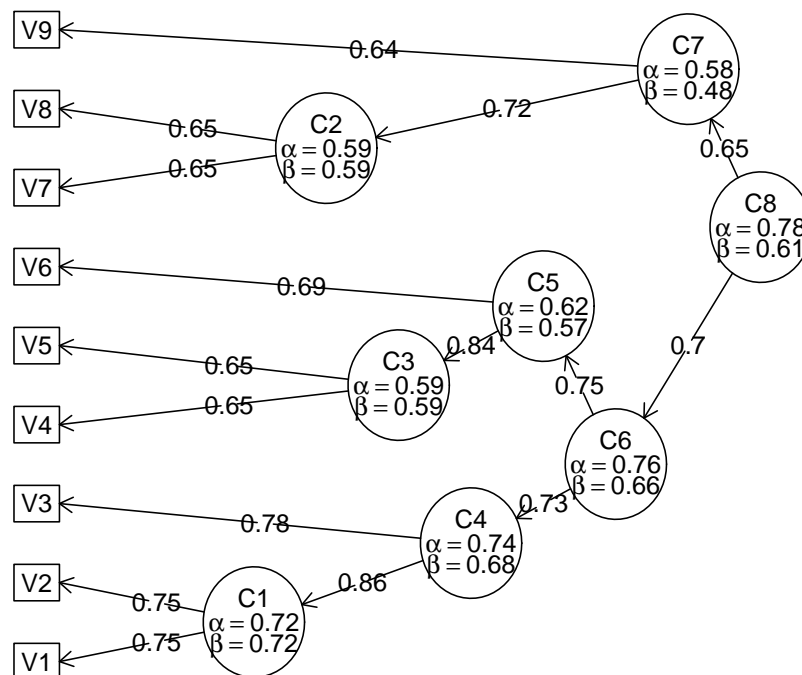 V9
C7
α = 0.58
β = 0.48
0.64
V8
0.72
C2
α = 0.59
β = 0.59
0.65
0.65
V7
0.65
C8
α = 0.78
β = 0.61
V6
C5
α = 0.62
β = 0.57
0.69
V5
0.84
C3
α = 0.59
β = 0.59
0.65
0.65
0.7
0.75
V4
C6
α = 0.76
β = 0.66
V3
0.73
C4
α = 0.74
β = 0.68
0.78
V2
0.86
C1
α = 0.72
β = 0.72
0.75
0.75
V1